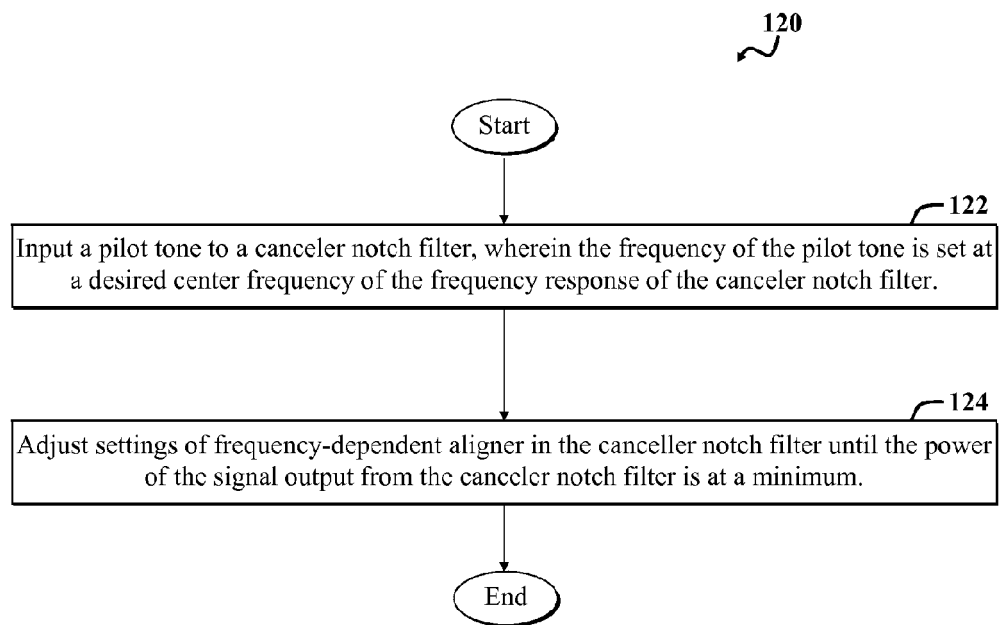 120
Start
122
Input a pilot tone to a canceler notch filter, wherein the frequency of the pilot tone is set at
a desired center frequency of the frequency response of the canceler notch filter.
124
Adjust settings of frequency-dependent aligner in the canceller notch filter until the power
of the signal output from the canceler notch filter is at a minimum.
End